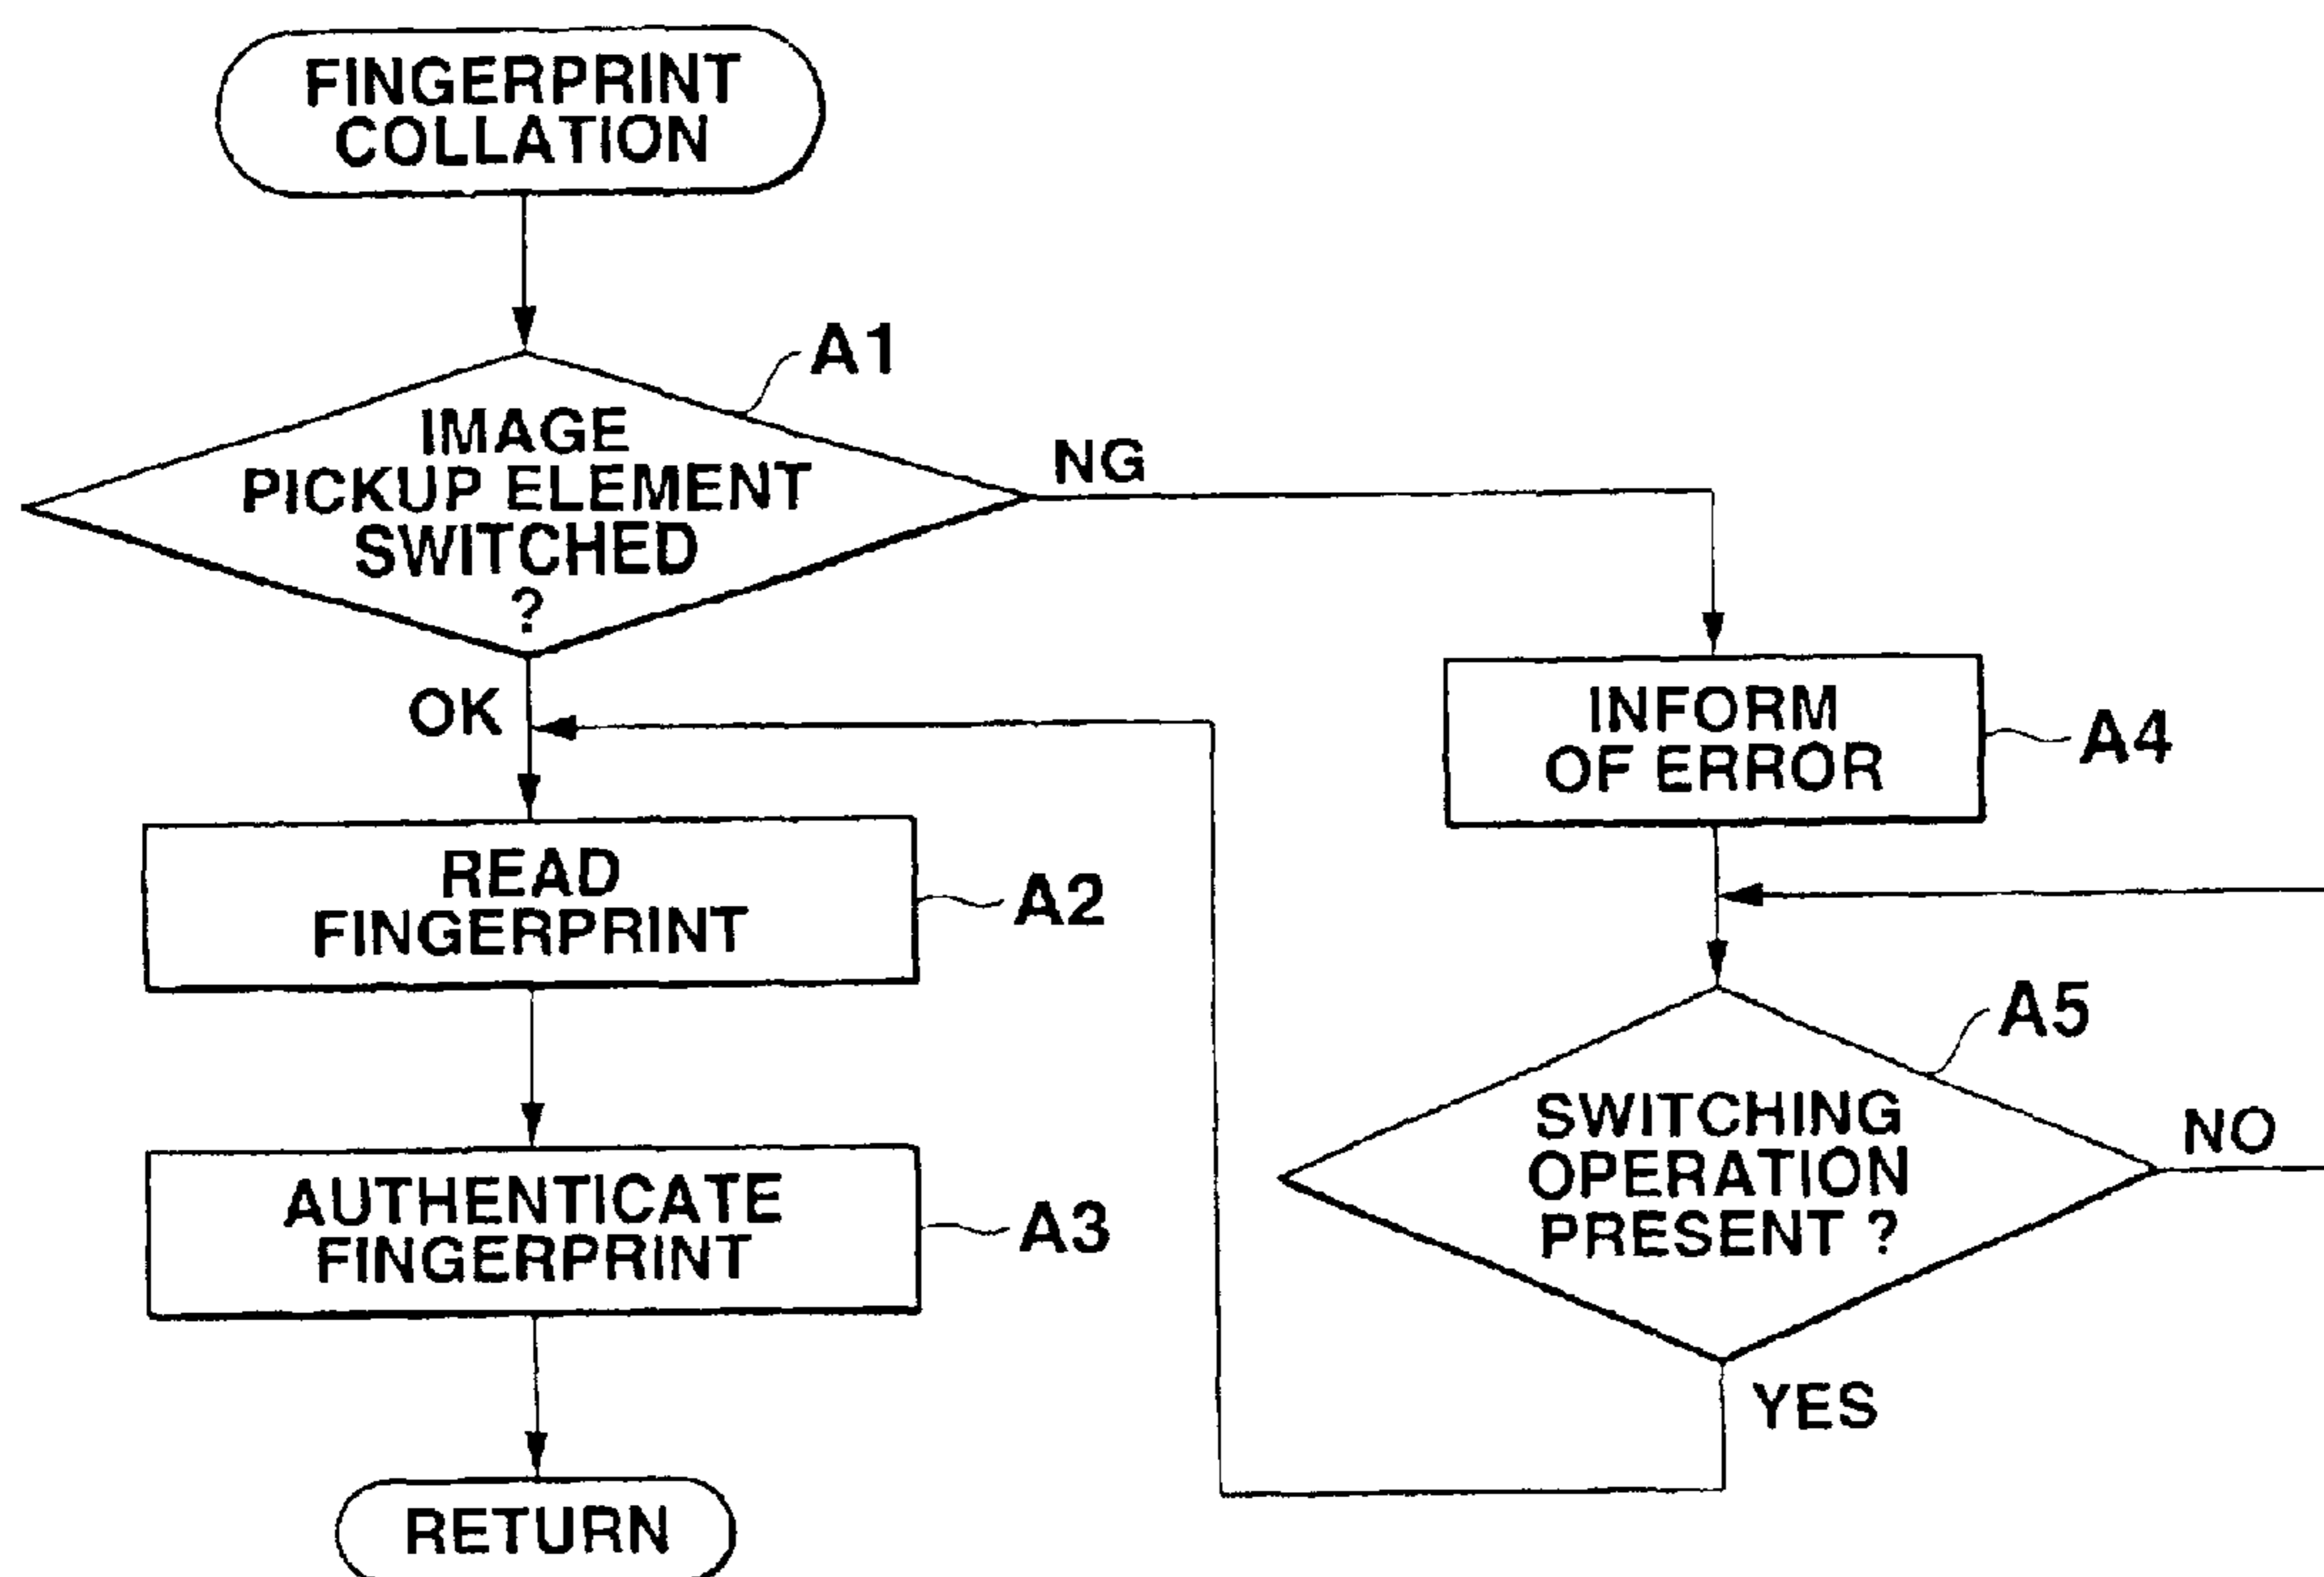 FINGERPRINT
COLLATION
A1
IMAGE
PICKUP ELEMENT
SWITCHED
?
NG
OK
INFORM
OF ERROR
A4
READ
FINGERPRINT
A2
A5
SWITCHING
OPERATION
PRESENT ?
NO
AUTHENTICATE
FINGERPRINT
A3
YES
RETURN